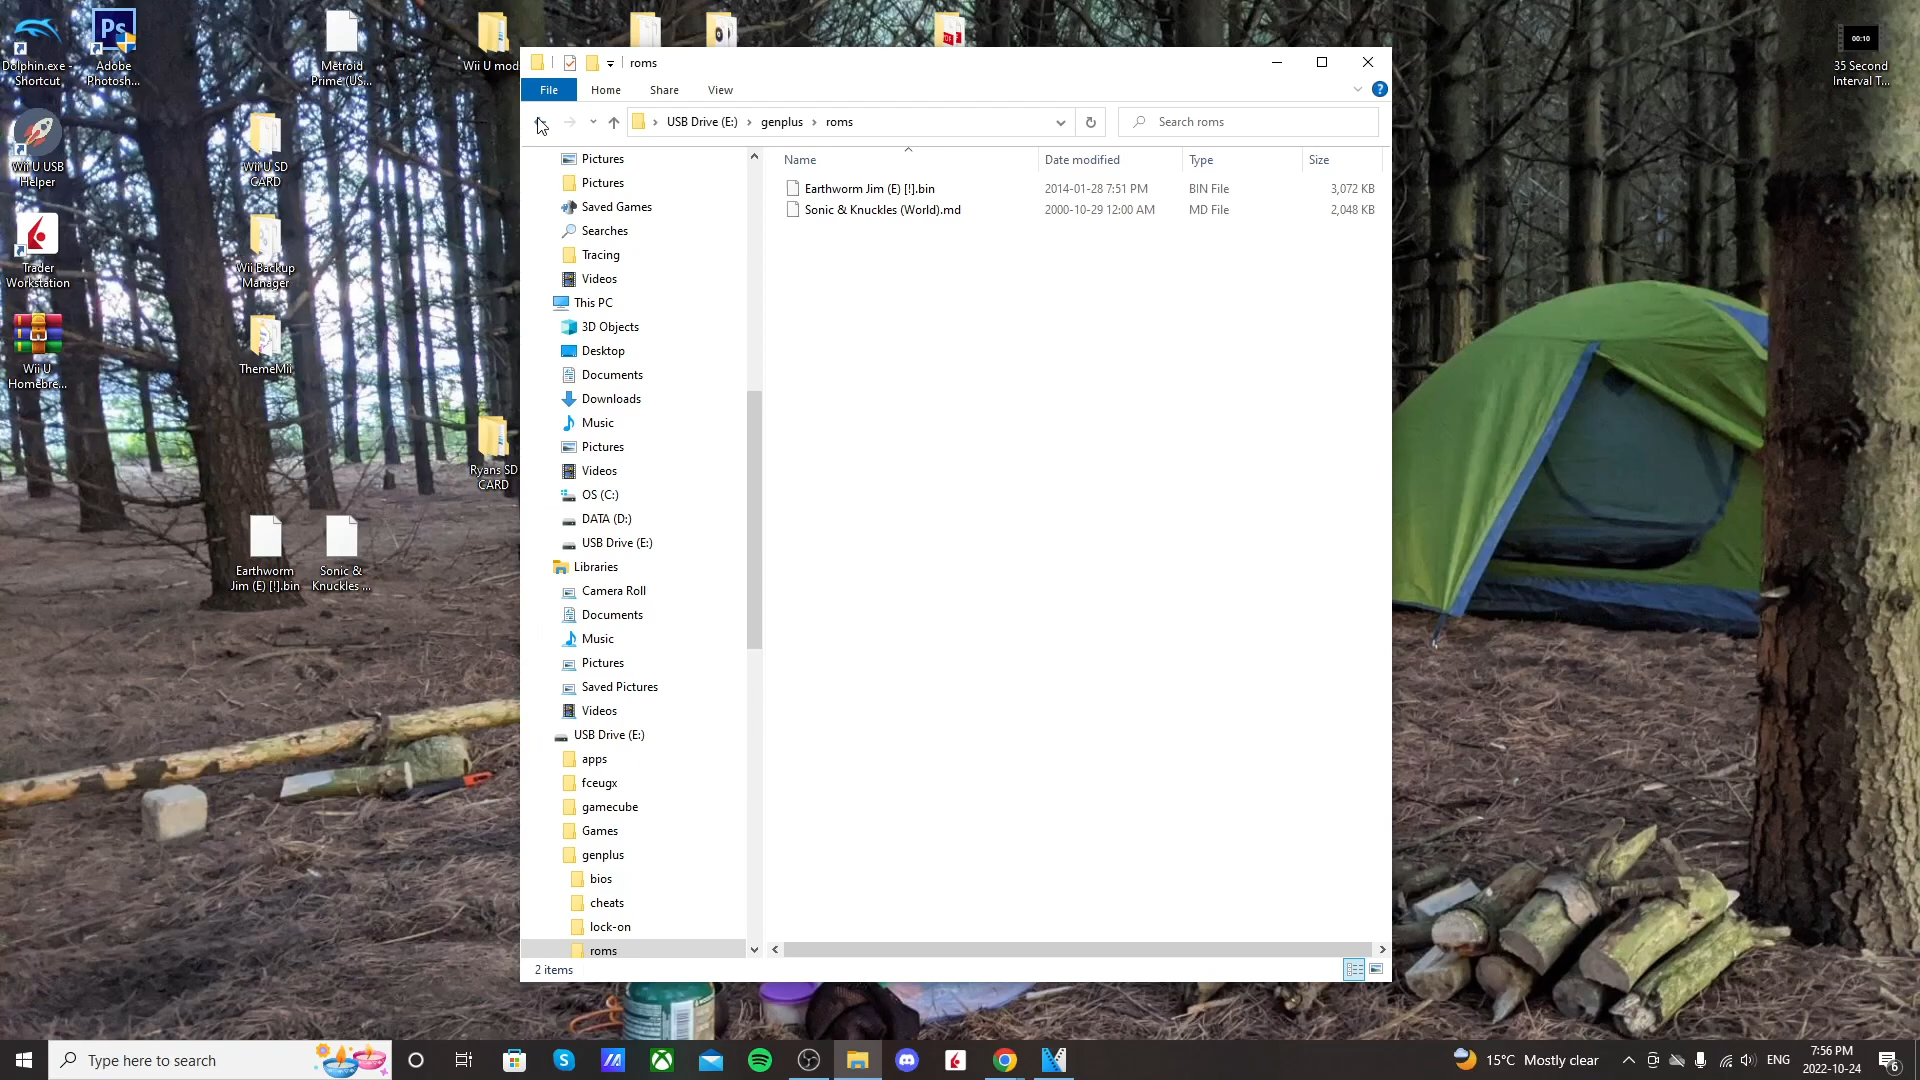 Dolphin.exe -
Shortcut
Adobe
Photosh...
Metroid
Prime (US...
Wii U mod
35 Second
Interval T...
00:10
Wii U USB
Helper
Wii U SD
CARD
Trader
Workstation
Wii Backup
Manager
Wii U
Homebre...
ThemeMii
Ryans SD
CARD
Earthworm
Jim (E) [!].bin
Sonic &
Knuckles ...
roms
File Home Share View
USB Drive (E:) > genplus > roms
Search roms
Pictures
Pictures
Saved Games
Searches
Tracing
Videos
This PC
3D Objects
Desktop
Documents
Downloads
Music
Pictures
Videos
OS (C:)
DATA (D:)
USB Drive (E:)
Libraries
Camera Roll
Documents
Music
Pictures
Saved Pictures
Videos
USB Drive (E:)
apps
fceugx
gamecube
Games
genplus
bios
cheats
lock-on
roms
Name Date modified Type Size
Earthworm Jim (E) [!].bin 2014-01-28 7:51 PM BIN File 3,072 KB
Sonic & Knuckles (World).md 2000-10-29 12:00 AM MD File 2,048 KB
2 items
Type here to search
15°C Mostly clear
ENG
7:56 PM
2022-10-24
6